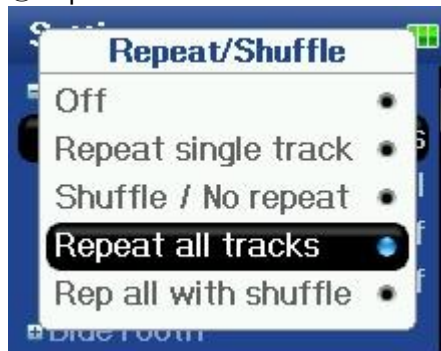 Repeat/Shuffle
Off
Repeat single track
Shuffle / No repeat
Repeat all tracks
Rep all with shuffle